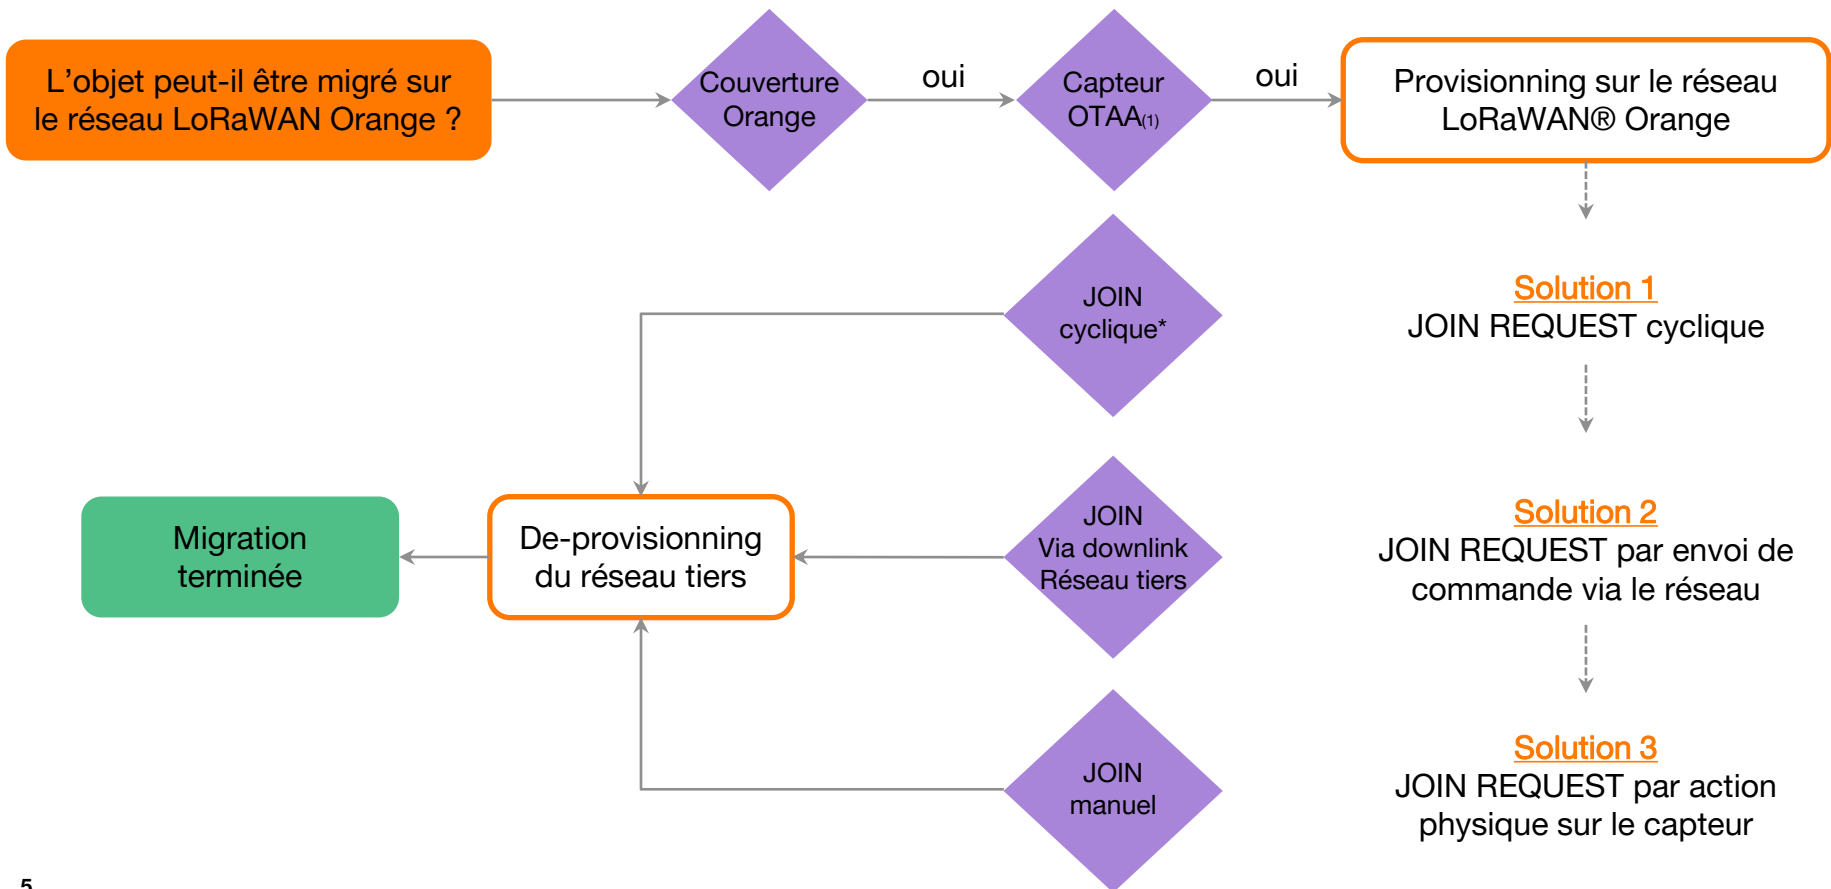 L'objet peut-il être migré sur
le réseau LoRaWAN Orange ?
Couverture
Orange
oui
Capteur
OTAA(1)
oui
Provisionning sur le réseau
LoRaWAN® Orange
JOIN
cyclique*
Solution 1
JOIN REQUEST cyclique
Migration
terminée
De-provisionning
du réseau tiers
JOIN
Via downlink
Réseau tiers
Solution 2
JOIN REQUEST par envoi de
commande via le réseau
JOIN
manuel
Solution 3
JOIN REQUEST par action
physique sur le capteur
5